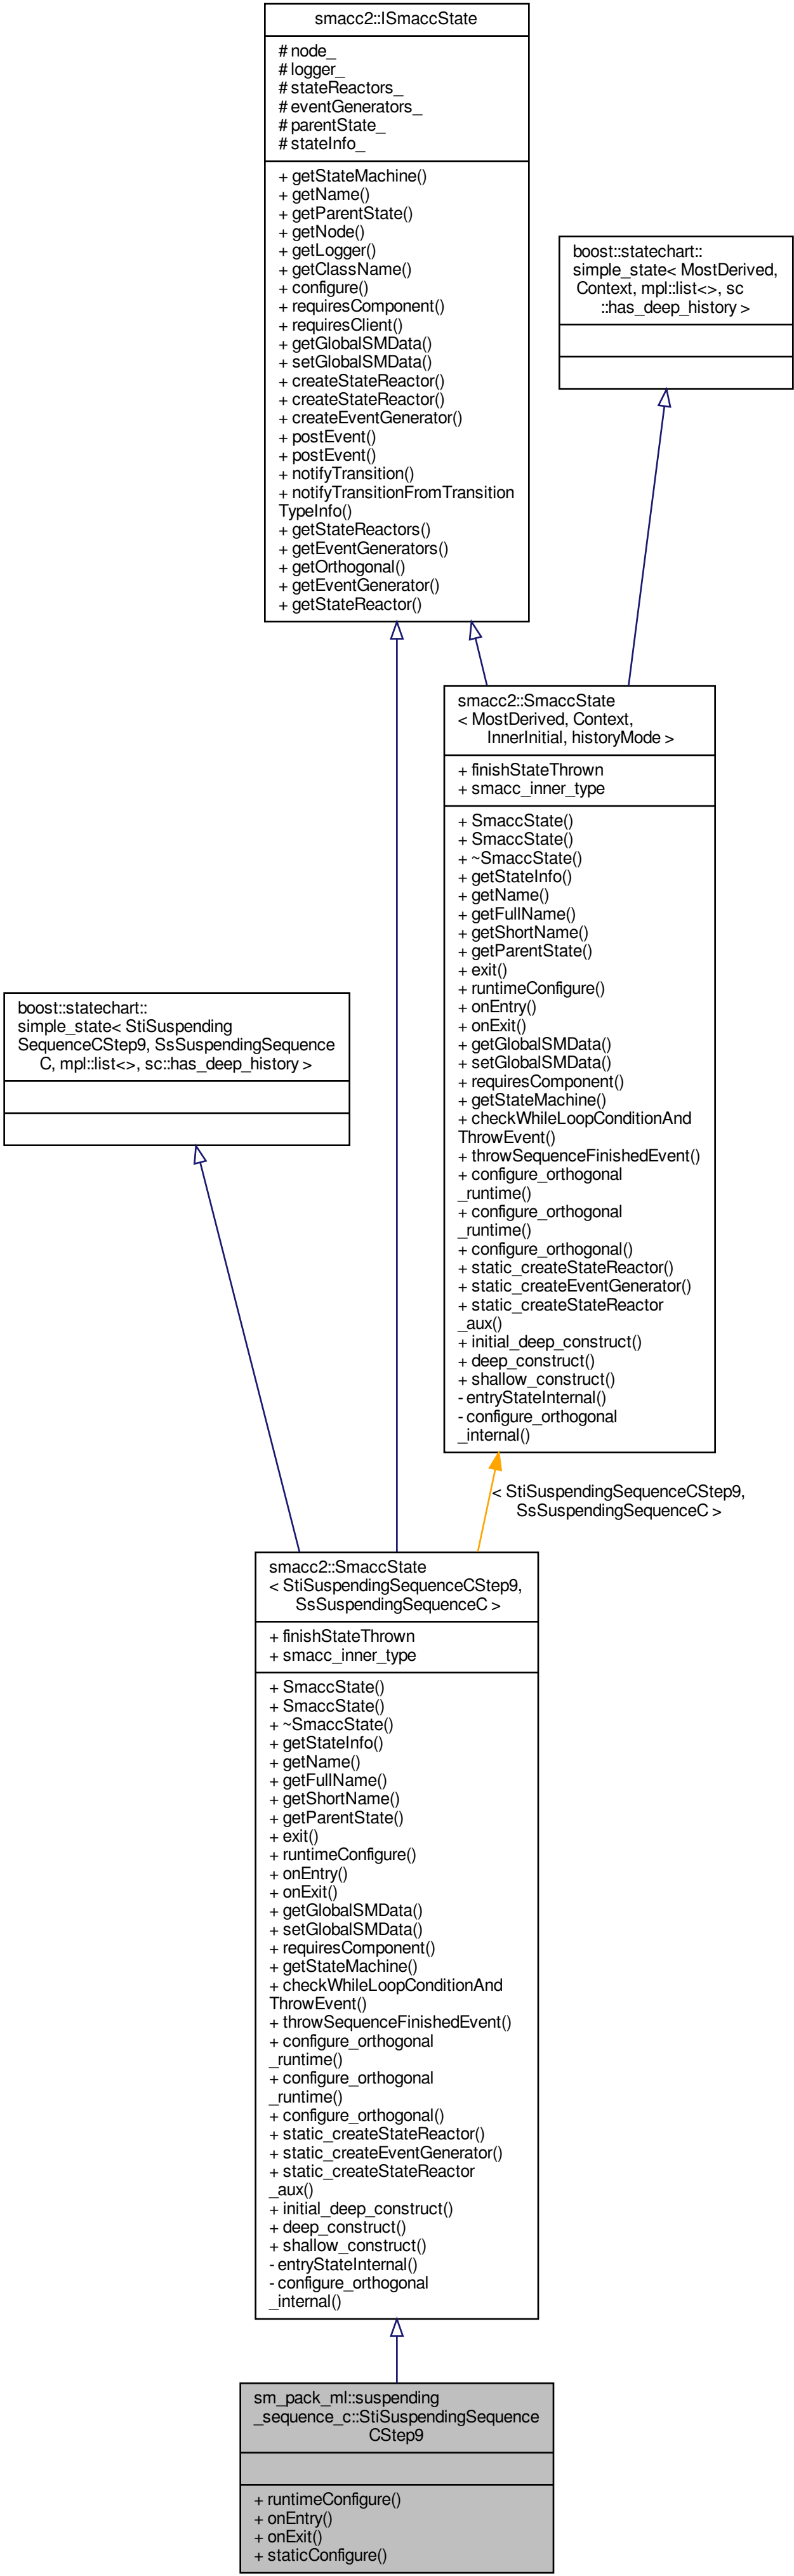 smacc2::ISmaccState
# node_
# logger_
# stateReactors_
# eventGenerators_
# parentState_
# stateInfo_
+ getStateMachine()
+ getName()
+ getParentState()
+ getNode()
+ getLogger()
+ getClassName()
+ configure()
+ requiresComponent()
+ requiresClient()
+ getGlobalSMData()
+ setGlobalSMData()
+ createStateReactor()
+ createStateReactor()
+ createEventGenerator()
+ postEvent()
+ postEvent()
+ notifyTransition()
+ notifyTransitionFromTransition
TypeInfo()
+ getStateReactors()
+ getEventGenerators()
+ getOrthogonal()
+ getEventGenerator()
+ getStateReactor()
boost::statechart::
simple_state< MostDerived,
Context, mpl::list<>, sc
::has_deep_history >
smacc2::SmaccState
< MostDerived, Context,
InnerInitial, historyMode >
+ finishStateThrown
+ smacc_inner_type
+ SmaccState()
+ SmaccState()
+ ~SmaccState()
+ getStateInfo()
+ getName()
+ getFullName()
+ getShortName()
+ getParentState()
+ exit()
+ runtimeConfigure()
+ onEntry()
+ onExit()
+ getGlobalSMData()
+ setGlobalSMData()
+ requiresComponent()
+ getStateMachine()
+ checkWhileLoopConditionAnd
ThrowEvent()
+ throwSequenceFinishedEvent()
+ configure_orthogonal
_runtime()
+ configure_orthogonal
_runtime()
+ configure_orthogonal()
+ static_createStateReactor()
+ static_createEventGenerator()
+ static_createStateReactor
_aux()
+ initial_deep_construct()
+ deep_construct()
+ shallow_construct()
- entryStateInternal()
- configure_orthogonal
_internal()
boost::statechart::
simple_state< StiSuspending
SequenceCStep9, SsSuspendingSequence
C, mpl::list<>, sc::has_deep_history >
< StiSuspendingSequenceCStep9,
SsSuspendingSequenceC >
smacc2::SmaccState
< StiSuspendingSequenceCStep9,
SsSuspendingSequenceC >
+ finishStateThrown
+ smacc_inner_type
+ SmaccState()
+ SmaccState()
+ ~SmaccState()
+ getStateInfo()
+ getName()
+ getFullName()
+ getShortName()
+ getParentState()
+ exit()
+ runtimeConfigure()
+ onEntry()
+ onExit()
+ getGlobalSMData()
+ setGlobalSMData()
+ requiresComponent()
+ getStateMachine()
+ checkWhileLoopConditionAnd
ThrowEvent()
+ throwSequenceFinishedEvent()
+ configure_orthogonal
_runtime()
+ configure_orthogonal
_runtime()
+ configure_orthogonal()
+ static_createStateReactor()
+ static_createEventGenerator()
+ static_createStateReactor
_aux()
+ initial_deep_construct()
+ deep_construct()
+ shallow_construct()
- entryStateInternal()
- configure_orthogonal
_internal()
sm_pack_ml::suspending
_sequence_c::StiSuspendingSequence
CStep9
+ runtimeConfigure()
+ onEntry()
+ onExit()
+ staticConfigure()